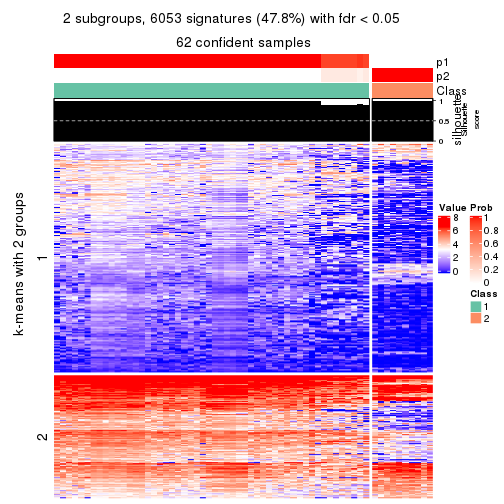 2 subgroups, 6053 signatures (47.8%) with fdr < 0.05
62 confident samples
p1
p2
Class
silhouette
Silhouette
score
1
0.5
0
k-means with 2 groups
1
2
Value
8
6
4
2
0
Prob
1
0.8
0.6
0.4
0.2
0
Class
1
2